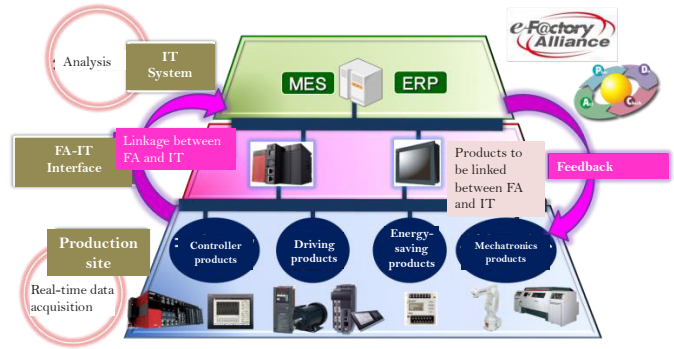 e-F@ctory
Alliance
IT
System
Analysis
MES
ERP
FA-IT
Interface
Linkage between
FA and IT
Products to
be linked
between FA
and IT
Feedback
Production
site
Controller
products
Driving
products
Energy-
saving
products
Mechatronics
products
Real-time data
acquisition